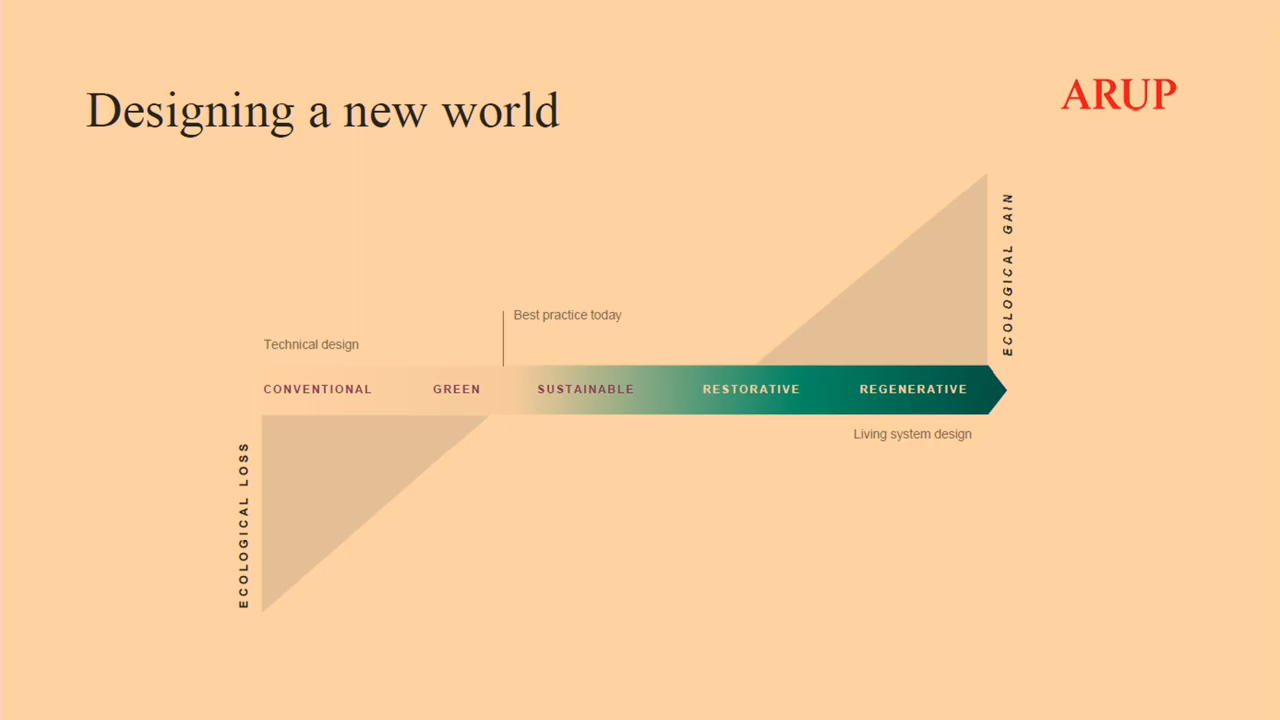 Designing a new world
ARUP
ECOLOGICAL GAIN
Best practice today
Technical design
CONVENTIONAL GREEN SUSTAINABLE RESTORATIVE REGENERATIVE
Living system design
ECOLOGICAL LOSS